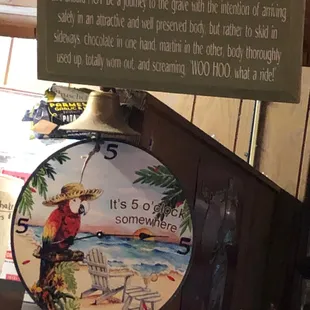 be a journey to the grave with the intention of arriving
safely in an attractive and well preserved body, but rather to skid in
sideways, chocolate in one hand, martini in the other, body thoroughly
used up, totally worn out, and screaming, "WOO HOO, what a ride!"
5
It's 5 o'clock
somewhere
5
5